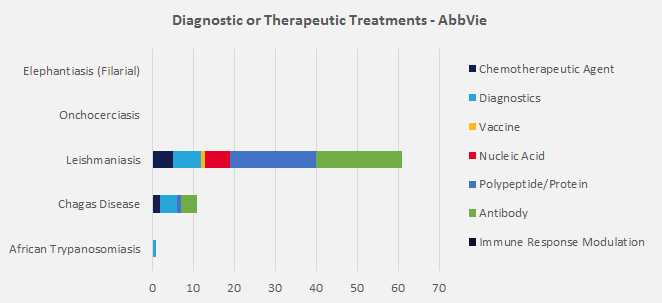 Diagnostic or Therapeutic Treatments - AbbVie
Elephantiasis (Filarial)
Onchocerciasis
Leishmaniasis
Chagas Disease
African Trypanosomiasis
0 10 20 30 40 50 60 70
Chemotherapeutic Agent
Diagnostics
Vaccine
Nucleic Acid
Polypeptide/Protein
Antibody
Immune Response Modulation